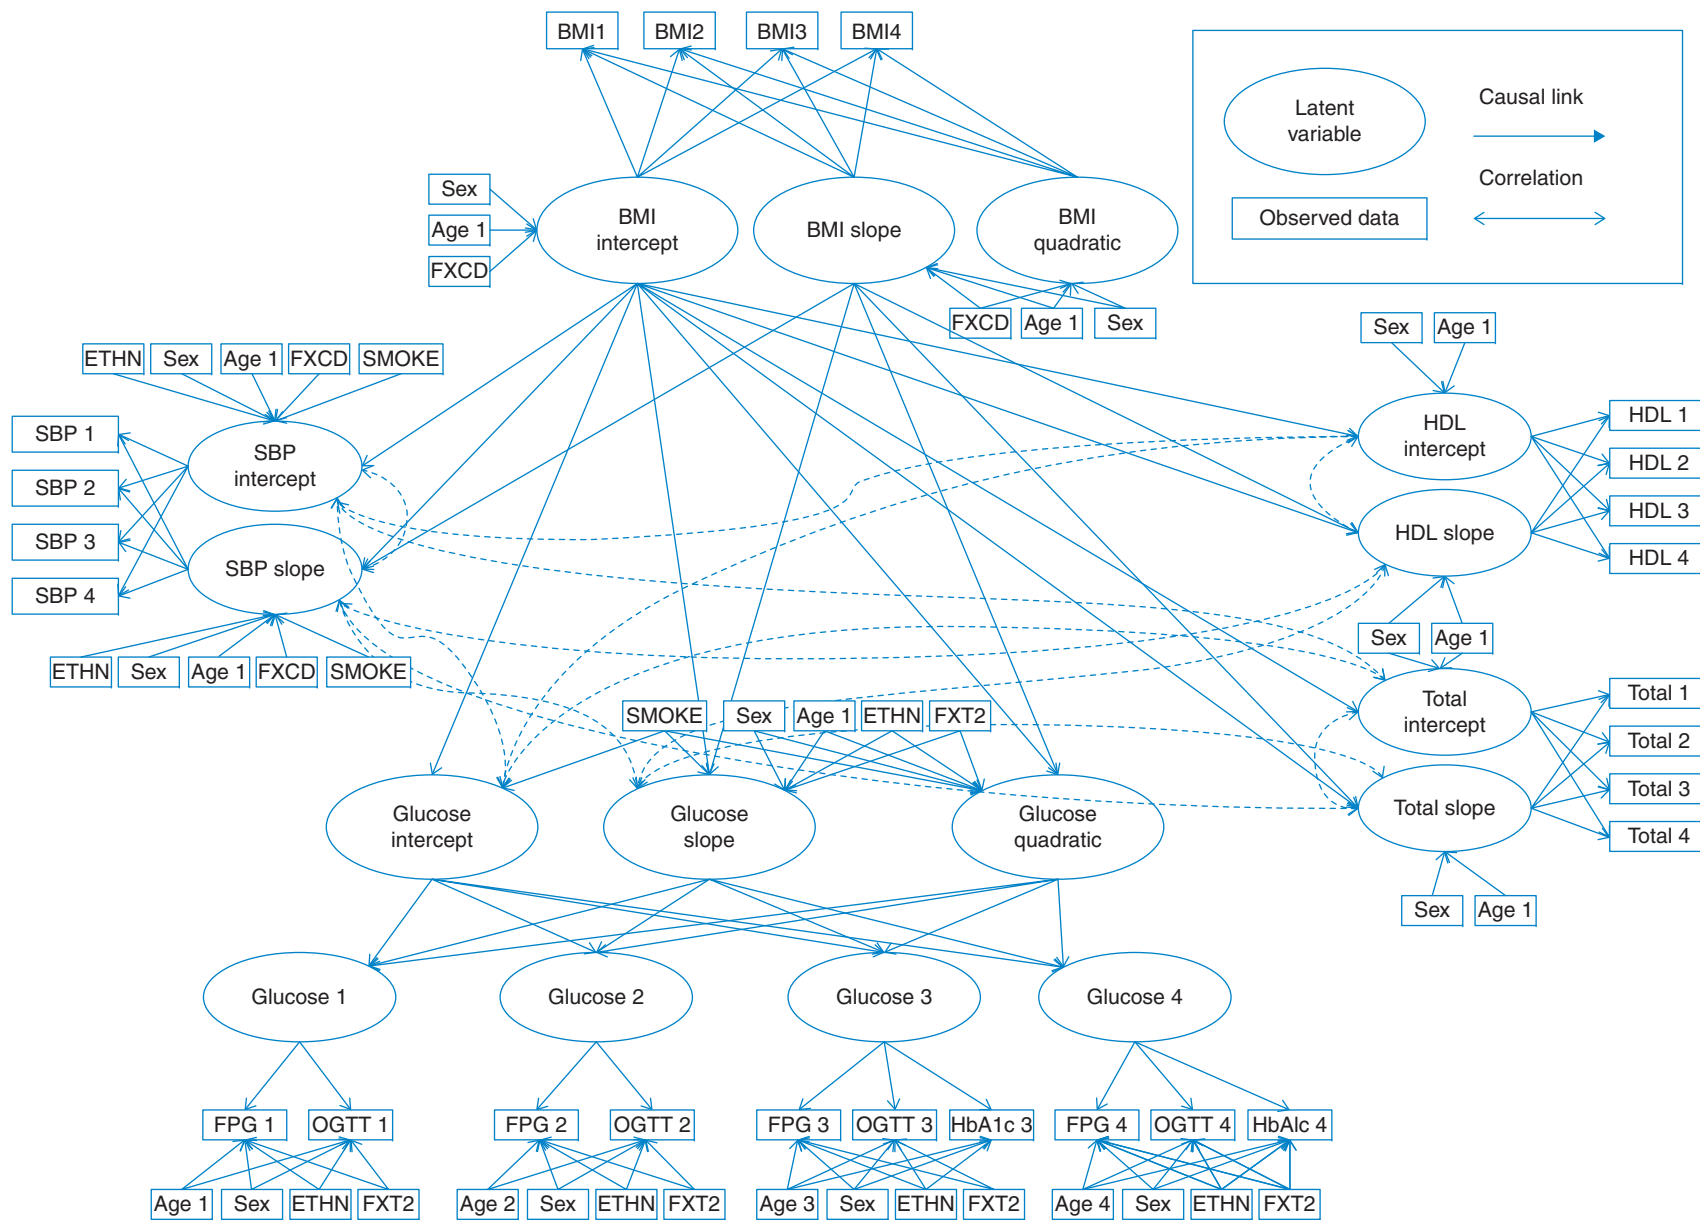 BMI1 BMI2 BMI3 BMI4
Latent
variable
Causal link
Correlation
Observed data
Sex
Age 1
FXCD
BMI
intercept
BMI slope
BMI
quadratic
FXCD Age 1 Sex
Sex Age 1
ETHN Sex Age 1 FXCD SMOKE
SBP 1
SBP 2
SBP 3
SBP 4
SBP
intercept
SBP slope
ETHN Sex Age 1 FXCD SMOKE
HDL
intercept
HDL slope
HDL 1
HDL 2
HDL 3
HDL 4
Sex Age 1
Total
intercept
Total slope
Total 1
Total 2
Total 3
Total 4
Sex Age 1
SMOKE Sex Age 1 ETHN FXT2
Glucose
intercept
Glucose
slope
Glucose
quadratic
Glucose 1
Glucose 2
Glucose 3
Glucose 4
FPG 1 OGTT 1
FPG 2 OGTT 2
FPG 3 OGTT 3 HbA1c 3
FPG 4 OGTT 4 HbAlc 4
Age 1 Sex ETHN FXT2
Age 2 Sex ETHN FXT2
Age 3 Sex ETHN FXT2
Age 4 Sex ETHN FXT2